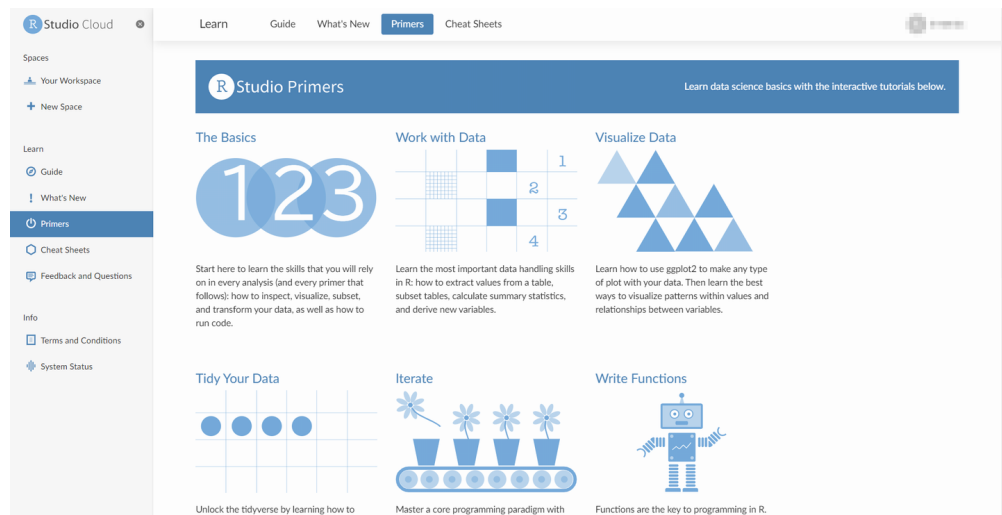 R Studio Cloud
Learn
Guide
What's New
Primers
Cheat Sheets
Spaces
Your Workspace
New Space
Learn
Guide
What's New
Primers
Cheat Sheets
Feedback and Questions
Info
Terms and Conditions
System Status
R Studio Primers
Learn data science basics with the interactive tutorials below.
The Basics
123
Start here to learn the skills that you will rely
on in every analysis (and every primer that
follows): how to inspect, visualize, subset,
and transform your data, as well as how to
run code.
Work with Data
1
2
3
4
Learn the most important data handling skills
in R: how to extract values from a table,
subset tables, calculate summary statistics,
and derive new variables.
Visualize Data
Learn how to use ggplot2 to make any type
of plot with your data. Then learn the best
ways to visualize patterns within values and
relationships between variables.
Tidy Your Data
Unlock the tidyverse by learning how to
Iterate
Master a core programming paradigm with
Write Functions
Functions are the key to programming in R.